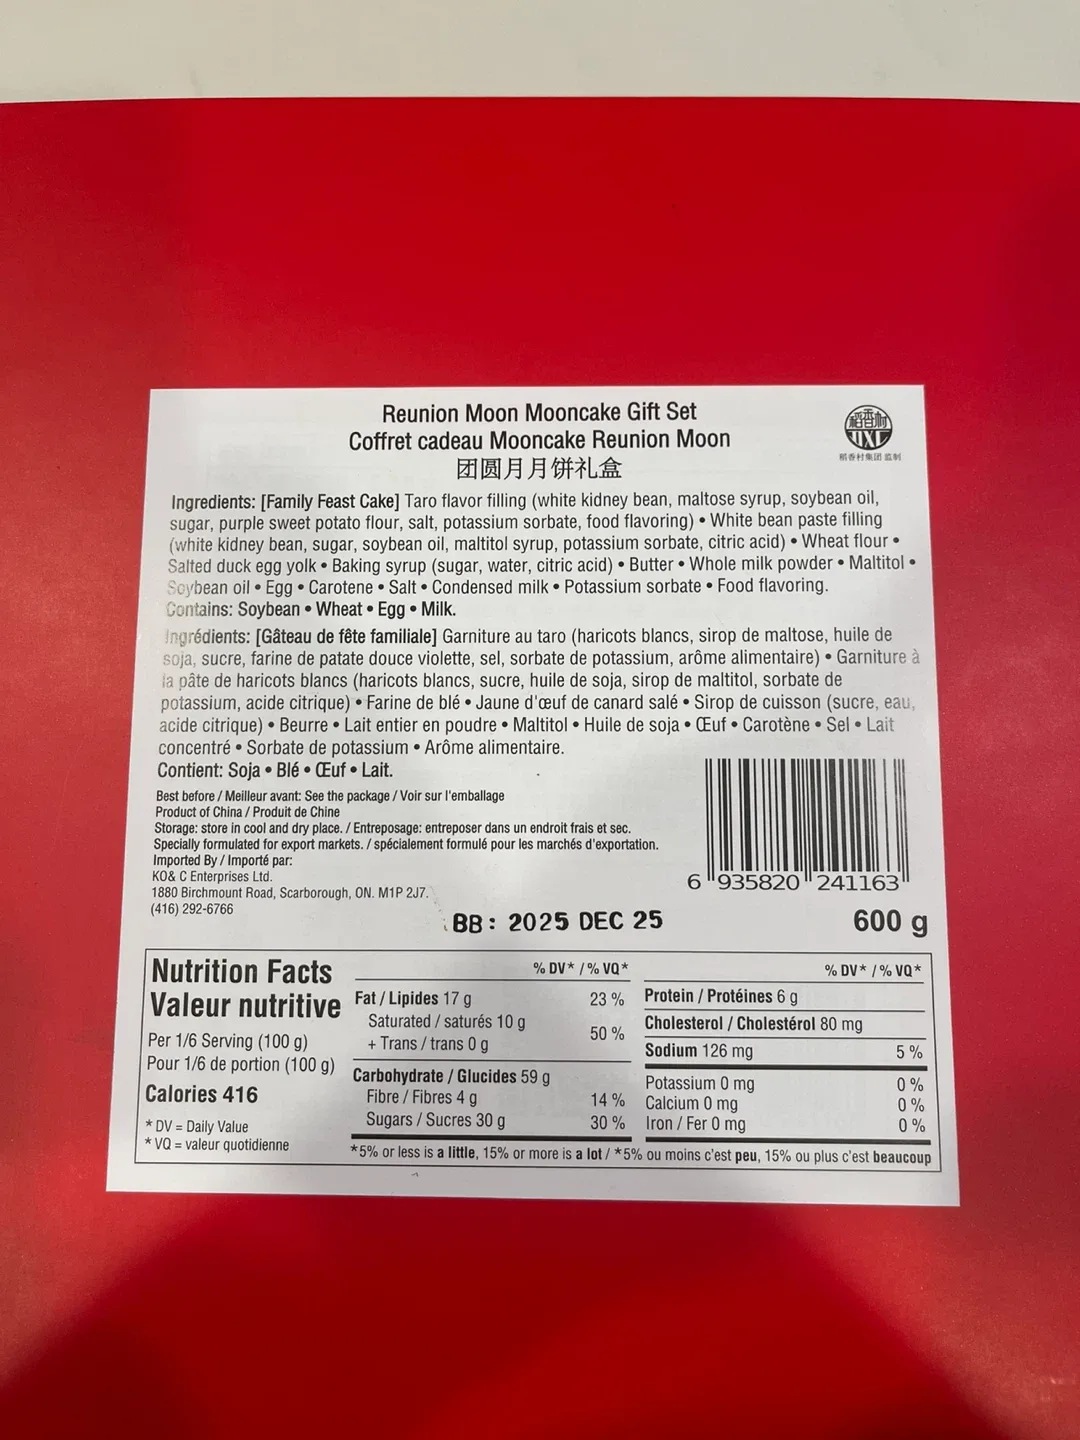 Reunion Moon Mooncake Gift Set
Coffret cadeau Mooncake Reunion Moon
团圆月月饼礼盒
稻香村
DXC
稻香村集团 监制
Ingredients: [Family Feast Cake] Taro flavor filling (white kidney bean, maltose syrup, soybean oil,
sugar, purple sweet potato flour, salt, potassium sorbate, food flavoring) • White bean paste filling
(white kidney bean, sugar, soybean oil, maltitol syrup, potassium sorbate, citric acid) • Wheat flour •
Salted duck egg yolk • Baking syrup (sugar, water, citric acid) • Butter • Whole milk powder • Maltitol •
Soybean oil • Egg • Carotene • Salt • Condensed milk • Potassium sorbate • Food flavoring.
Contains: Soybean • Wheat • Egg • Milk.
Ingrédients: [Gâteau de fête familiale] Garniture au taro (haricots blancs, sirop de maltose, huile de
soja, sucre, farine de patate douce violette, sel, sorbate de potassium, arôme alimentaire) • Garniture à
la pâte de haricots blancs (haricots blancs, sucre, huile de soja, sirop de maltitol, sorbate de
potassium, acide citrique) • Farine de blé • Jaune d'œuf de canard salé • Sirop de cuisson (sucre, eau,
acide citrique) • Beurre • Lait entier en poudre • Maltitol • Huile de soja • Œuf • Carotène • Sel • Lait
concentré • Sorbate de potassium • Arôme alimentaire.
Contient: Soja • Blé • Œuf • Lait.
Best before / Meilleur avant: See the package / Voir sur l'emballage
Product of China / Produit de Chine
Storage: store in cool and dry place. / Entreposage: entreposer dans un endroit frais et sec.
Specially formulated for export markets. / spécialement formulé pour les marchés d'exportation.
Imported By / Importé par:
KO& C Enterprises Ltd.
1880 Birchmount Road, Scarborough, ON. M1P 2J7.
(416) 292-6766
6 935820 241163
BB: 2025 DEC 25
600 g
Nutrition Facts
Valeur nutritive
Per 1/6 Serving (100 g)
Pour 1/6 de portion (100 g)
Calories 416
* DV = Daily Value
* VQ = valeur quotidienne
% DV* / % VQ*
Fat / Lipides 17 g 23 %
Saturated / saturés 10 g
+ Trans / trans 0 g 50 %
Carbohydrate / Glucides 59 g
Fibre / Fibres 4 g 14 %
Sugars / Sucres 30 g 30 %
% DV* / % VQ*
Protein / Protéines 6 g
Cholesterol / Cholestérol 80 mg
Sodium 126 mg 5 %
Potassium 0 mg 0 %
Calcium 0 mg 0 %
Iron / Fer 0 mg 0 %
*5% or less is a little, 15% or more is a lot / *5% ou moins c'est peu, 15% ou plus c'est beaucoup